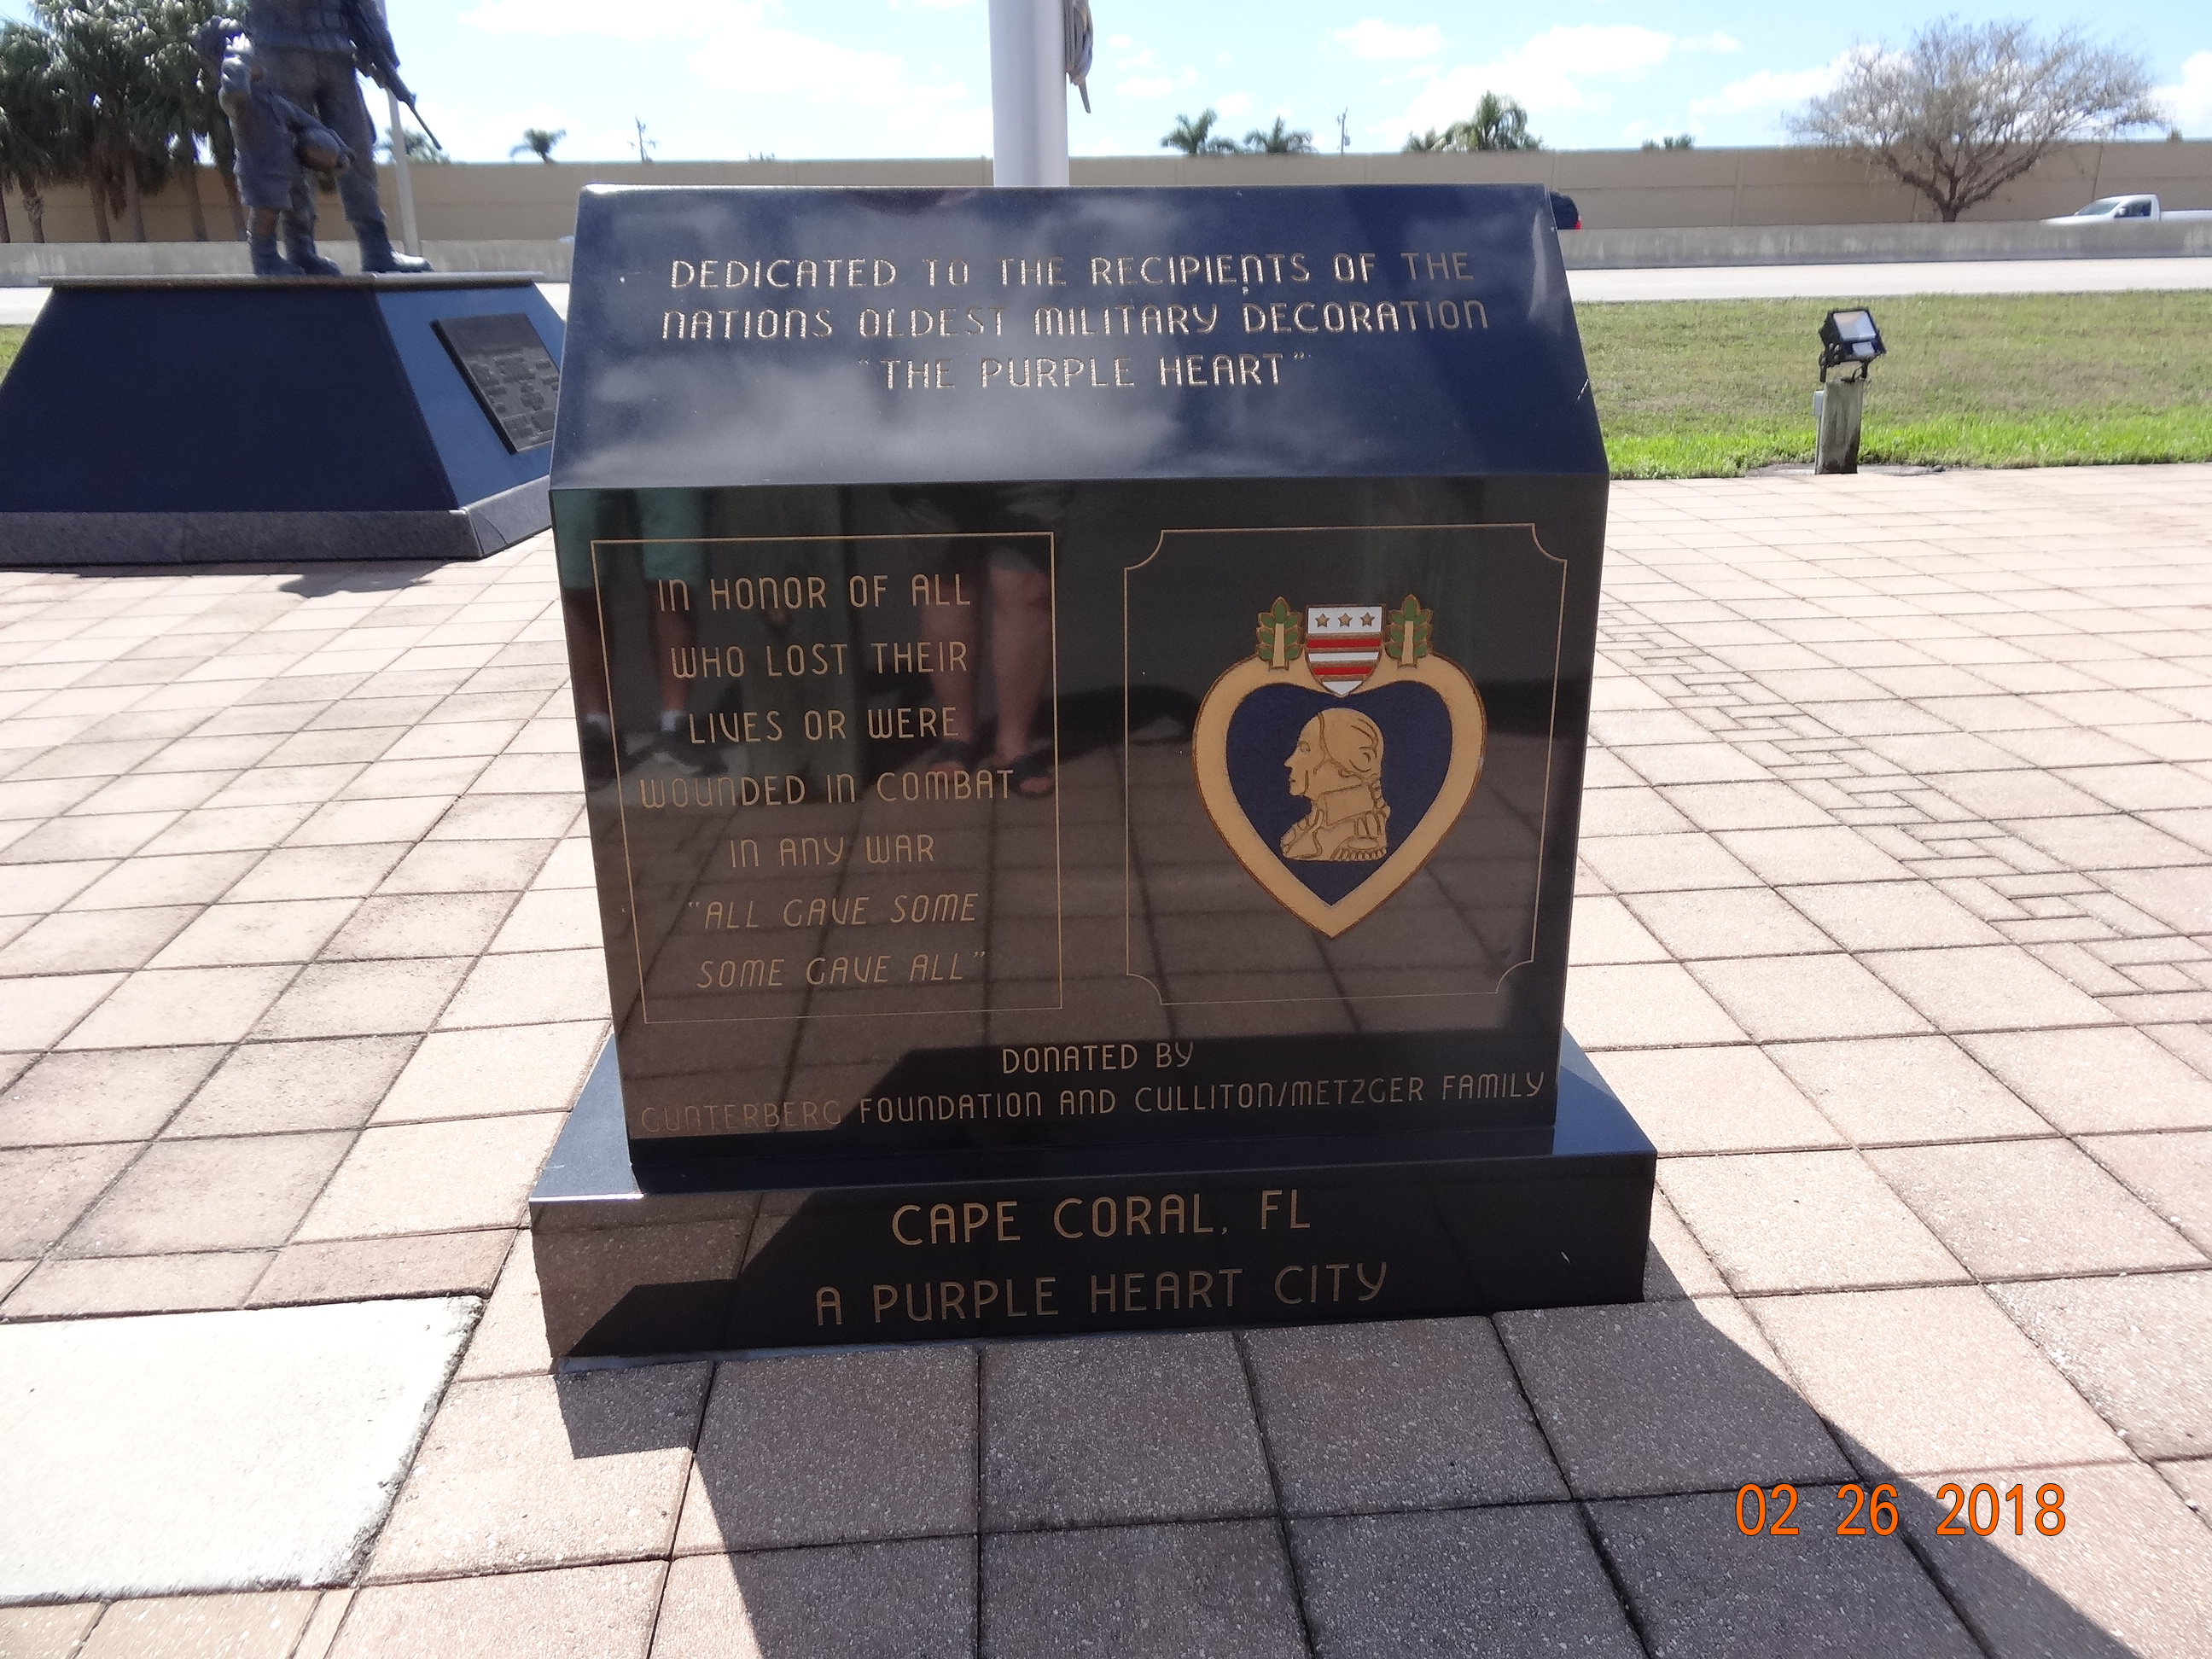 DEDICATED TO THE RECIPIENTS OF THE
NATIONS OLDEST MILITARY DECORATION
"THE PURPLE HEART"
IN HONOR OF ALL
WHO LOST THEIR
LIVES OR WERE
WOUNDED IN COMBAT
IN ANY WAR
"ALL GAVE SOME
SOME GAVE ALL"
DONATED BY
GUNTERBERG FOUNDATION AND CULLITON/METZGER FAMILY
CAPE CORAL, FL
A PURPLE HEART CITY
02 26 2018